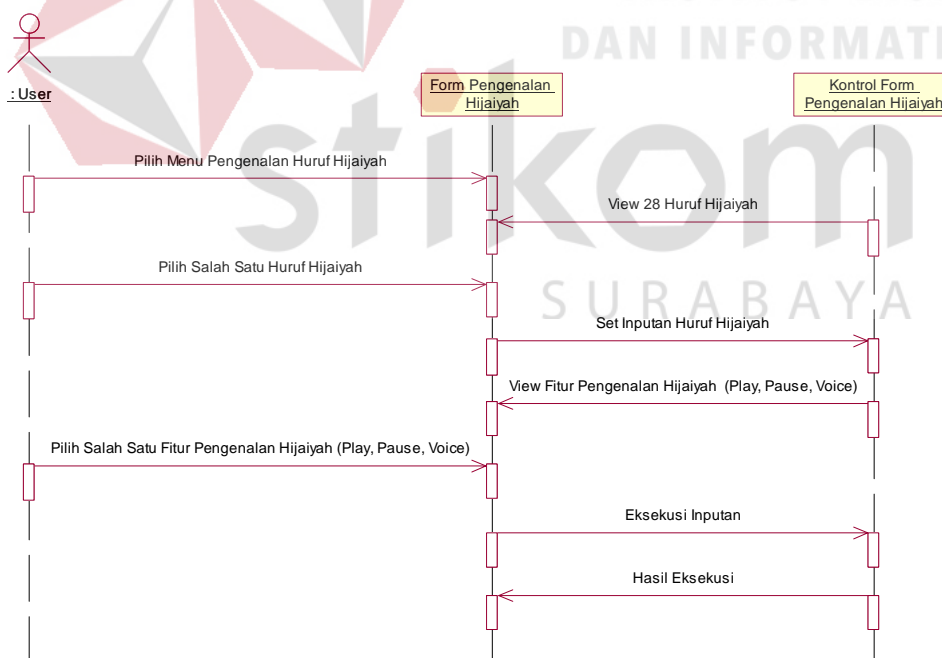 DAN INFORMATI
: User
Form Pengenalan
Hijaiyah
Kontrol Form
Pengenalan Hijaiyah
stikom
SURABAYA
Pilih Menu Pengenalan Huruf Hijaiyah
View 28 Huruf Hijaiyah
Pilih Salah Satu Huruf Hijaiyah
Set Inputan Huruf Hijaiyah
View Fitur Pengenalan Hijaiyah (Play, Pause, Voice)
Pilih Salah Satu Fitur Pengenalan Hijaiyah (Play, Pause, Voice)
Eksekusi Inputan
Hasil Eksekusi